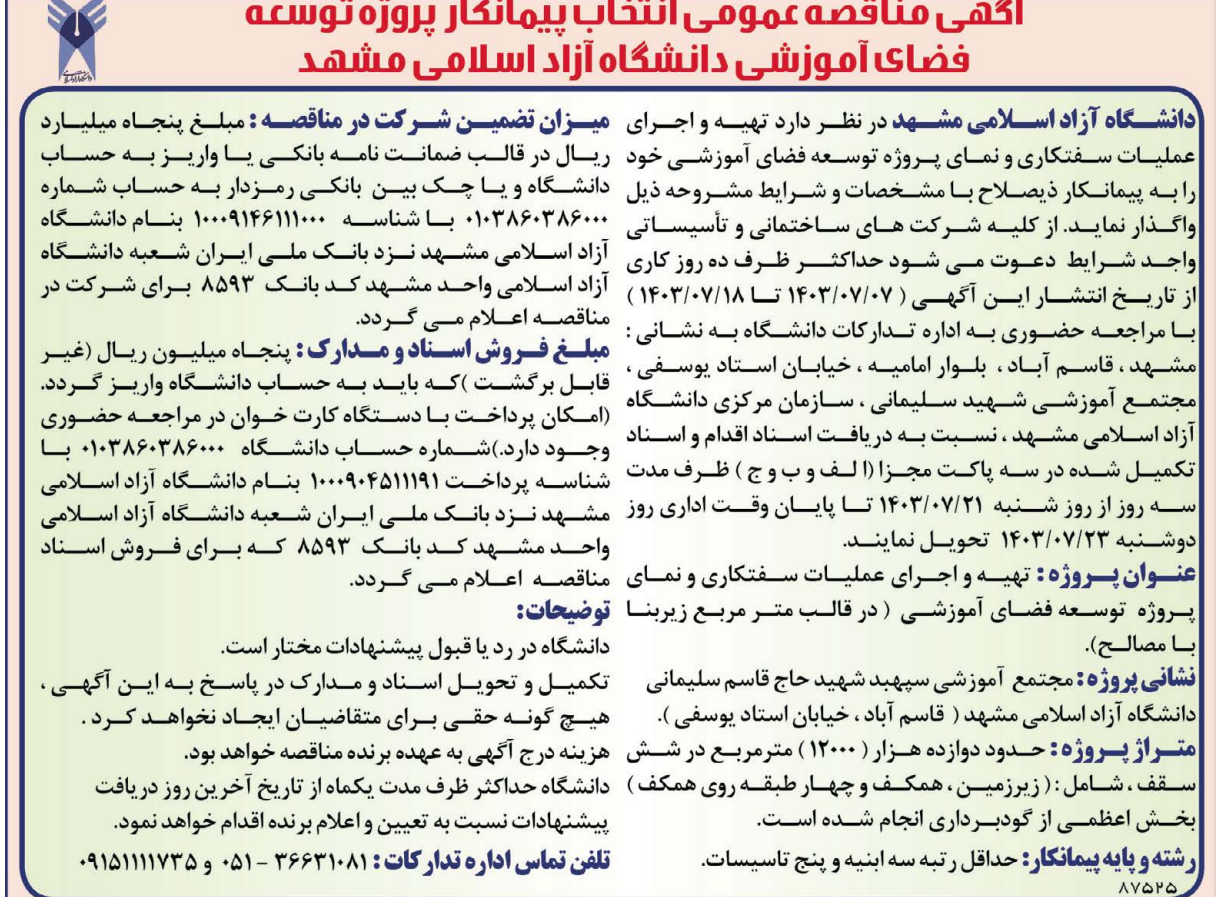 آگهی مناقصه عمومی انتخاب پیمانکار پروژه توسعه
فضای آموزشی دانشگاه آزاد اسلامی مشهد
دانشگاه آزاد اسلامی مشهد در نظر دارد تهیه و اجرای
عملیات سفتکاری و نمای پروژه توسعه فضای آموزشی خود
را به پیمانکار ذیصلاح با مشخصات و شرایط مشروحه ذیل
واگذار نماید. از کلیه شرکت های ساختمانی و تأسیساتی
واجد شرایط دعوت می شود حداکثر ظرف ده روز کاری
از تاریخ انتشار این آگهی ( ۱۴۰۳/۰۷/۰۷ تا ۱۴۰۳/۰۷/۱۸ )
با مراجعه حضوری به اداره تدارکات دانشگاه به نشانی :
مشهد ، قاسم آباد ، بلوار امامیه ، خیابان استاد یوسفی ،
مجتمع آموزشی شهید سلیمانی ، سازمان مرکزی دانشگاه
آزاد اسلامی مشهد ، نسبت به دریافت اسناد اقدام و اسناد
تکمیل شده در سه پاکت مجزا (ا لف و ب و ج ) ظرف مدت
سه روز از روز شنبه ۱۴۰۳/۰۷/۲۱ تا پایان وقت اداری روز
دوشنبه ۱۴۰۳/۰۷/۲۳ تحویل نمایند.
عنوان پروژه : تهیه و اجرای عملیات سفتکاری و نمای
پروژه توسعه فضای آموزشی ( در قالب متر مربع زیربنا
با مصالح).
نشانی پروژه : مجتمع آموزشی سپهبد شهید حاج قاسم سلیمانی
دانشگاه آزاد اسلامی مشهد ( قاسم آباد ، خیابان استاد یوسفی ).
متراژ پروژه : حدود دوازده هزار ( ۱۲۰۰۰ ) مترمربع در شش
سقف ، شامل : ( زیرزمین ، همکف و چهار طبقه روی همکف )
بخش اعظمی از گودبرداری انجام شده است.
رشته و پایه پیمانکار : حداقل رتبه سه ابنیه و پنج تاسیسات.
۸۷۵۲۵
میزان تضمین شرکت در مناقصه : مبلغ پنجاه میلیارد
ریال در قالب ضمانت نامه بانکی یا واریز به حساب
دانشگاه و یا چک بین بانکی رمزدار به حساب شماره
۰۱۰۳۸۶۰۳۸۶۰۰۰ با شناسه ۱۰۰۰۹۱۴۶۱۱۱۰۰۰ بنام دانشگاه
آزاد اسلامی مشهد نزد بانک ملی ایران شعبه دانشگاه
آزاد اسلامی واحد مشهد کد بانک ۸۵۹۳ برای شرکت در
مناقصه اعلام می گردد.
مبلغ فروش اسناد و مدارک : پنجاه میلیون ریال (غیر
قابل برگشت )که باید به حساب دانشگاه واریز گردد.
(امکان پرداخت با دستگاه کارت خوان در مراجعه حضوری
وجود دارد.)شماره حساب دانشگاه ۰۱۰۳۸۶۰۳۸۶۰۰۰ با
شناسه پرداخت ۱۰۰۰۹۰۴۵۱۱۱۹۱ بنام دانشگاه آزاد اسلامی
مشهد نزد بانک ملی ایران شعبه دانشگاه آزاد اسلامی
واحد مشهد کد بانک ۸۵۹۳ که برای فروش اسناد
مناقصه اعلام می گردد.
توضیحات:
دانشگاه در رد یا قبول پیشنهادات مختار است.
تکمیل و تحویل اسناد و مدارک در پاسخ به این آگهی ،
هیچ گونه حقی برای متقاضیان ایجاد نخواهد کرد .
هزینه درج آگهی به عهده برنده مناقصه خواهد بود.
دانشگاه حداکثر ظرف مدت یکماه از تاریخ آخرین روز دریافت
پیشنهادات نسبت به تعیین و اعلام برنده اقدام خواهد نمود.
تلفن تماس اداره تدارکات : ۳۶۶۳۱۰۸۱ – ۰۵۱ و ۰۹۱۵۱۱۱۱۷۳۵